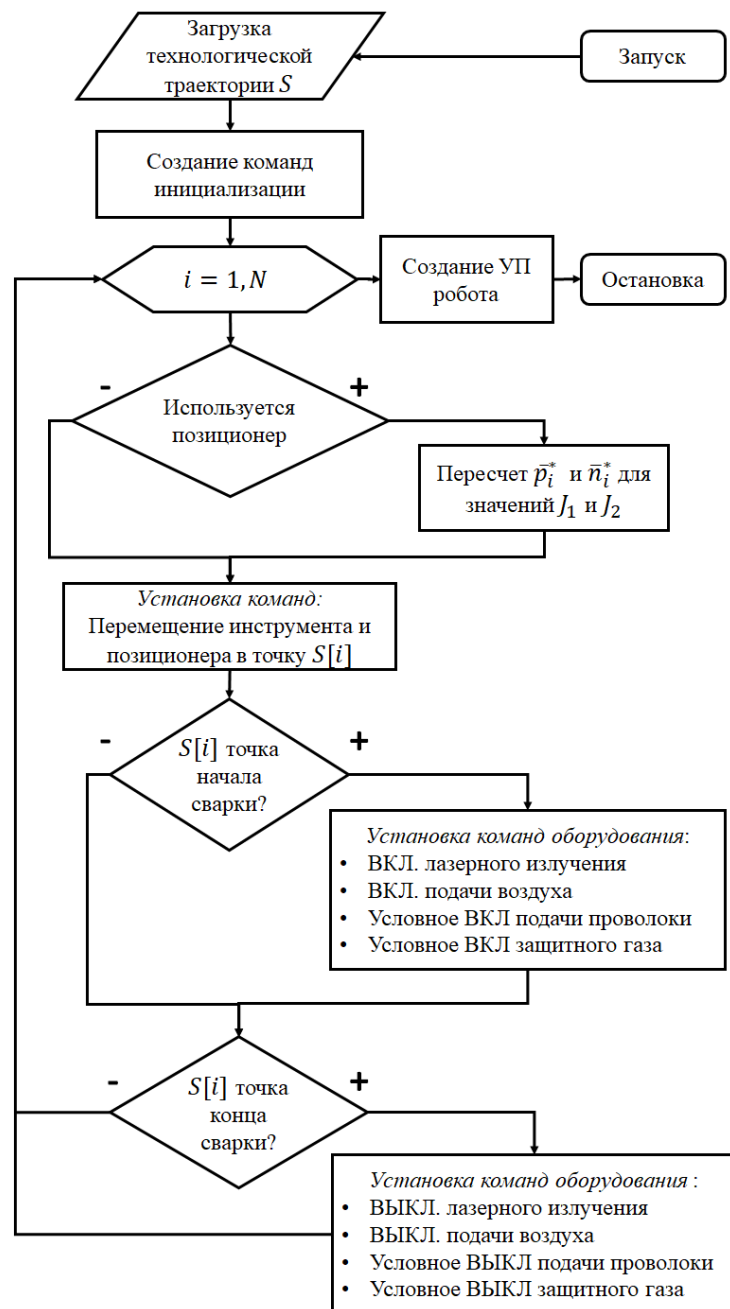 Загрузка
технологической
траектории S
Запуск
Создание команд
инициализации
i = 1, N
Создание УП
робота
Остановка
-
+
Используется
позиционер
Пересчет p̄ᵢ* и n̄ᵢ* для
значений J₁ и J₂
Установка команд:
Перемещение инструмента и
позиционера в точку S[i]
-
+
S[i] точка
начала
сварки?
Установка команд оборудования:
• ВКЛ. лазерного излучения
• ВКЛ. подачи воздуха
• Условное ВКЛ подачи проволоки
• Условное ВКЛ защитного газа
-
+
S[i] точка
конца
сварки?
Установка команд оборудования :
• ВЫКЛ. лазерного излучения
• ВЫКЛ. подачи воздуха
• Условное ВЫКЛ подачи проволоки
• Условное ВЫКЛ защитного газа